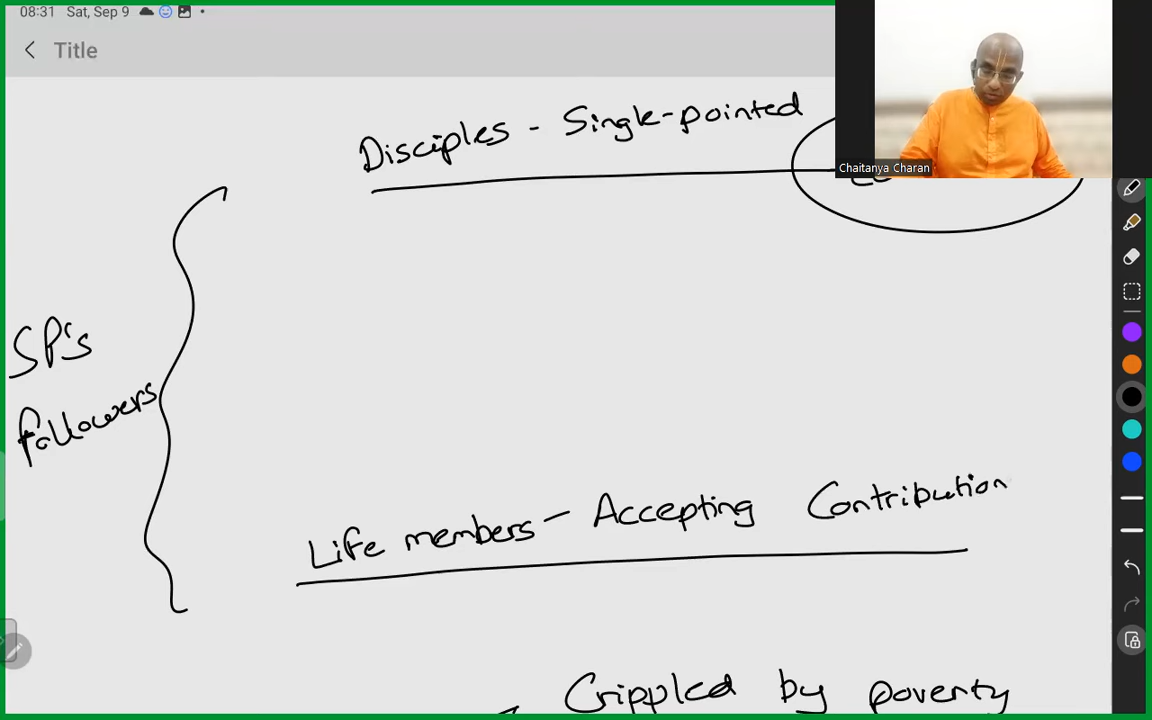 08:31 Sat, Sep 9
Title
Chaitanya Charan
Disciples - Single-pointed
SP's
followers
Life members - Accepting Contribution
Crippled by poverty